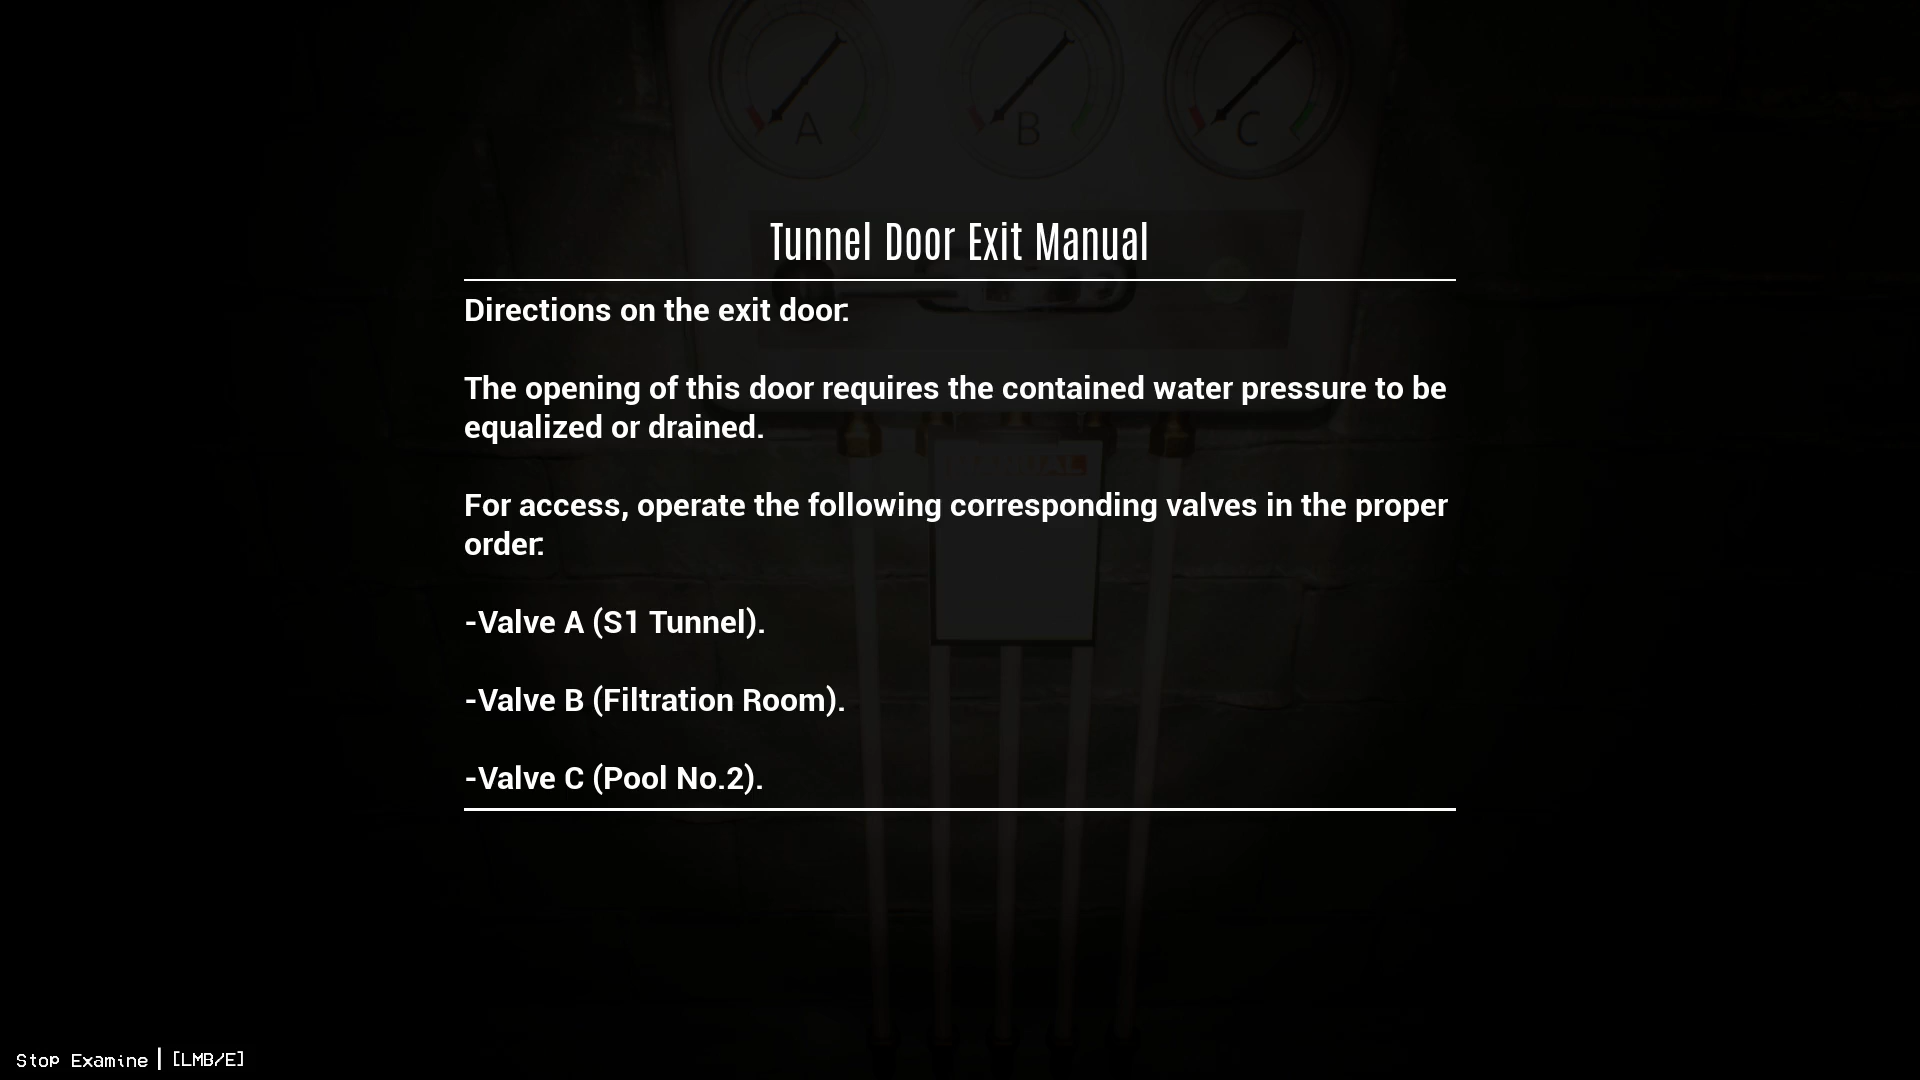 A
B
C
Tunnel Door Exit Manual
Directions on the exit door:
The opening of this door requires the contained water pressure to be
equalized or drained.
For access, operate the following corresponding valves in the proper
order:
-Valve A (S1 Tunnel).
-Valve B (Filtration Room).
-Valve C (Pool No.2).
Stop Examine | [LMB/E]